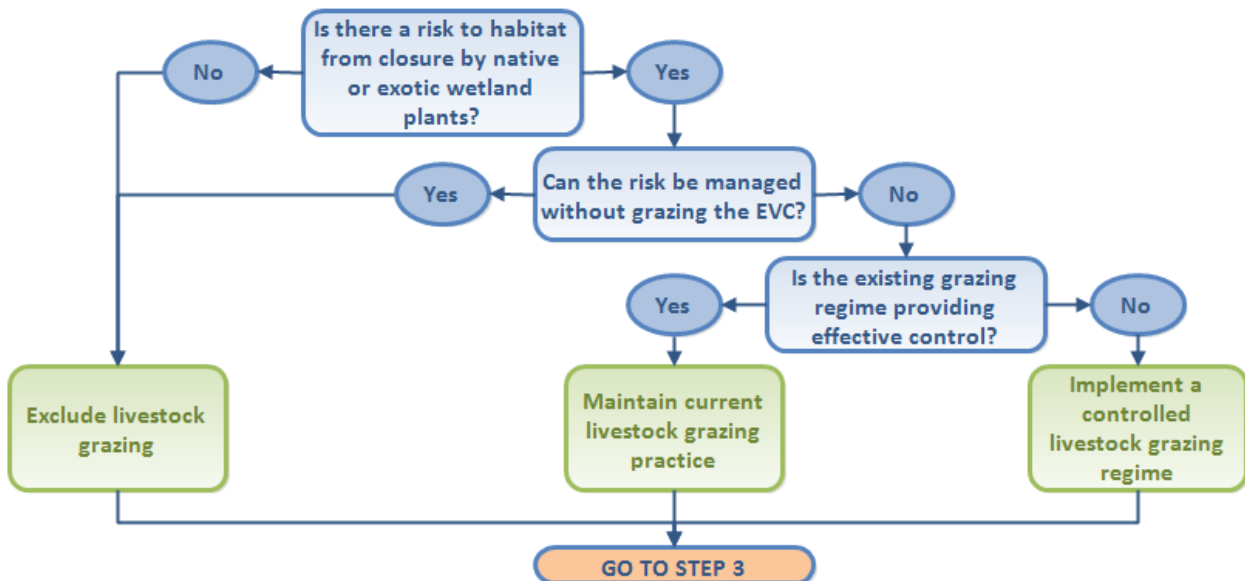 Is there a risk to habitat
from closure by native
or exotic wetland
plants?
No
Yes
Can the risk be managed
without grazing the EVC?
Yes
No
Is the existing grazing
regime providing
effective control?
Yes
No
Exclude livestock
grazing
Maintain current
livestock grazing
practice
Implement a
controlled
livestock grazing
regime
GO TO STEP 3